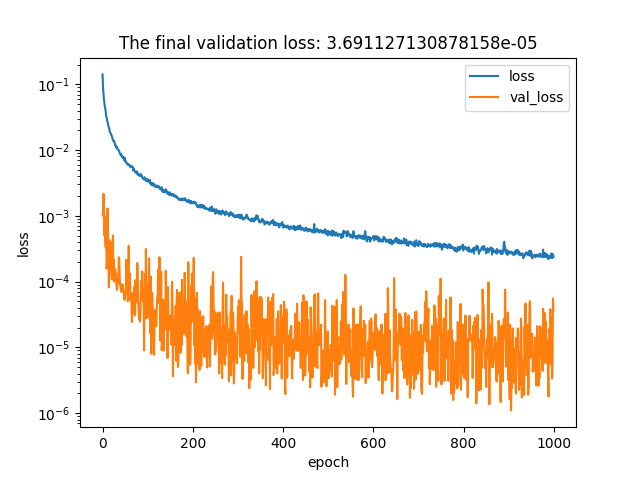 The final validation loss: 3.691127130878158e-05
loss
val_loss
10⁻¹
10⁻²
10⁻³
10⁻⁴
10⁻⁵
10⁻⁶
loss
0 200 400 600 800 1000
epoch